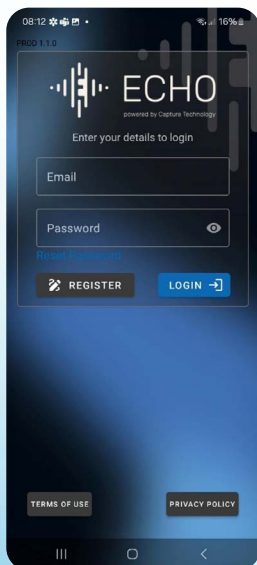 08:12 16%
PROD 1.1.0
ECHO
powered by Capture Technology
Enter your details to login
Email
Password
Reset Password
REGISTER
LOGIN
TERMS OF USE
PRIVACY POLICY